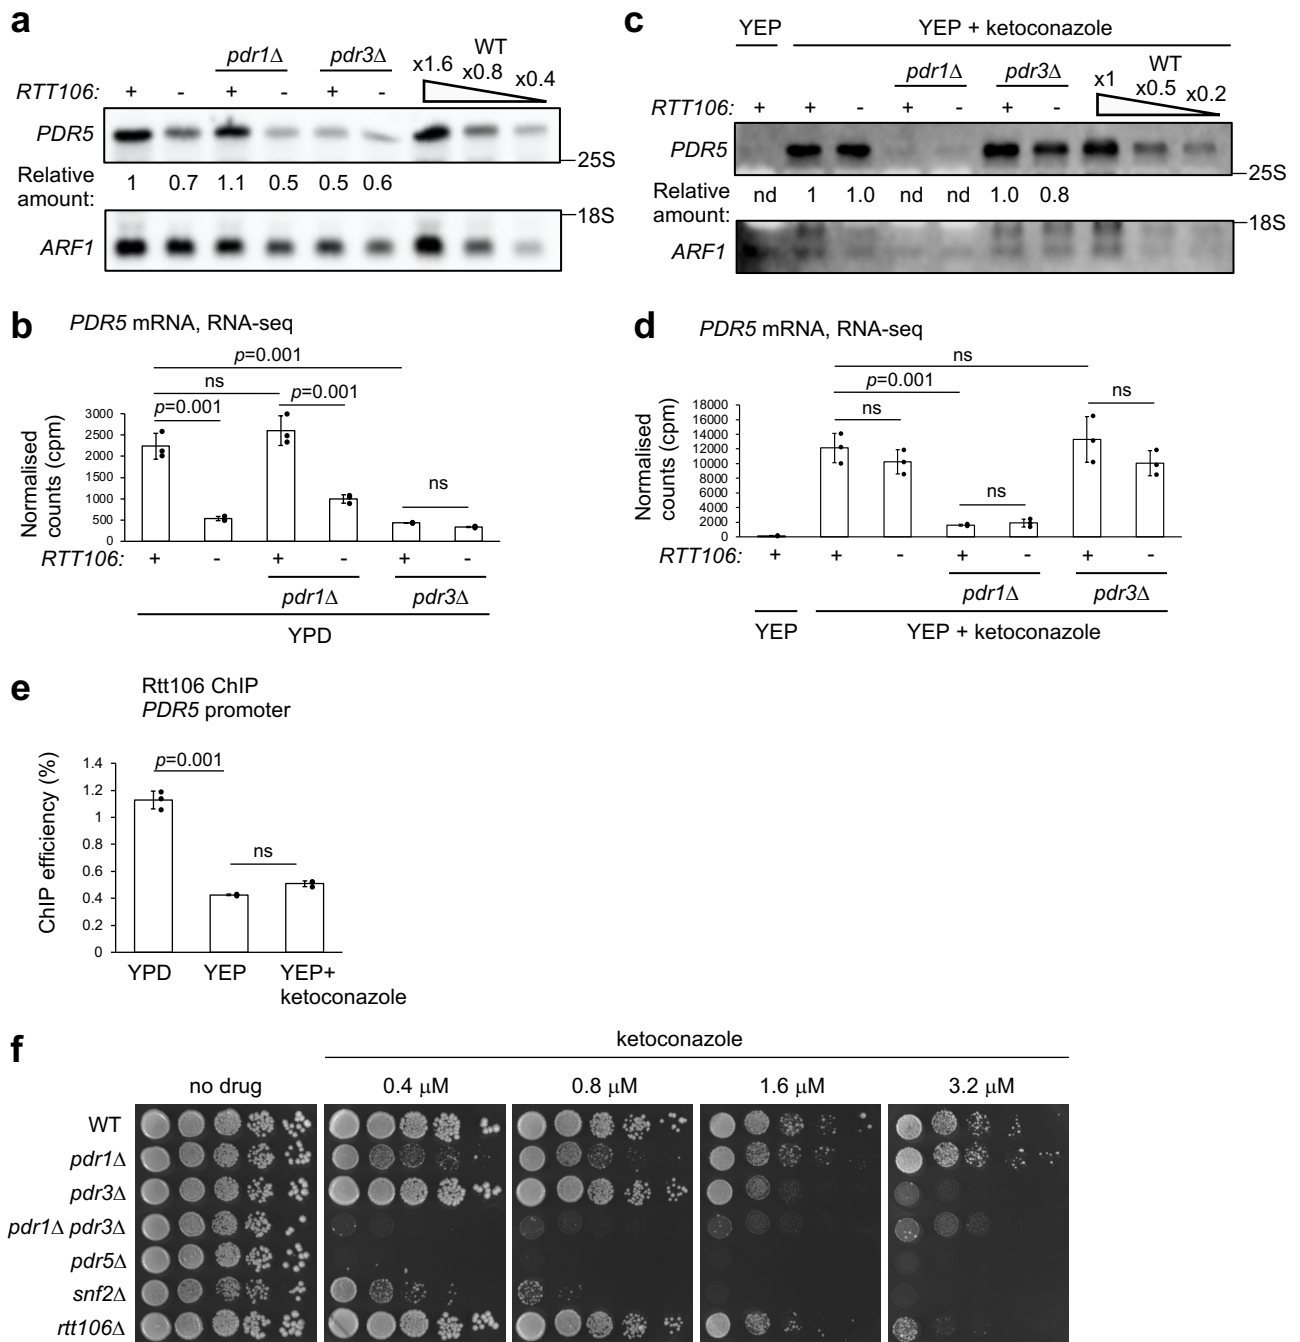 a
pdr1Δ
pdr3Δ
WT
x1.6
x0.8
x0.4
RTT106: + - + - + -
PDR5
25S
Relative
amount: 1 0.7 1.1 0.5 0.5 0.6
18S
ARF1
c
YEP
YEP + ketoconazole
pdr1Δ
pdr3Δ
WT
x1
x0.5
x0.2
RTT106: + + - + - + -
PDR5
25S
Relative
amount: nd 1 1.0 nd nd 1.0 0.8
18S
ARF1
b
PDR5 mRNA, RNA-seq
p=0.001
ns
p=0.001
p=0.001
ns
Normalised
counts (cpm)
3000
2500
2000
1500
1000
500
0
RTT106: + - + - + -
pdr1Δ
pdr3Δ
YPD
d
PDR5 mRNA, RNA-seq
ns
p=0.001
ns
ns
ns
Normalised
counts (cpm)
18000
16000
14000
12000
10000
8000
6000
4000
2000
0
RTT106: + + - + - + -
pdr1Δ
pdr3Δ
YEP
YEP + ketoconazole
e
Rtt106 ChIP
PDR5 promoter
p=0.001
ns
ChIP efficiency (%)
1.4
1.2
1
0.8
0.6
0.4
0.2
0
YPD
YEP
YEP+
ketoconazole
f
ketoconazole
no drug
0.4 μM
0.8 μM
1.6 μM
3.2 μM
WT
pdr1Δ
pdr3Δ
pdr1Δ pdr3Δ
pdr5Δ
snf2Δ
rtt106Δ